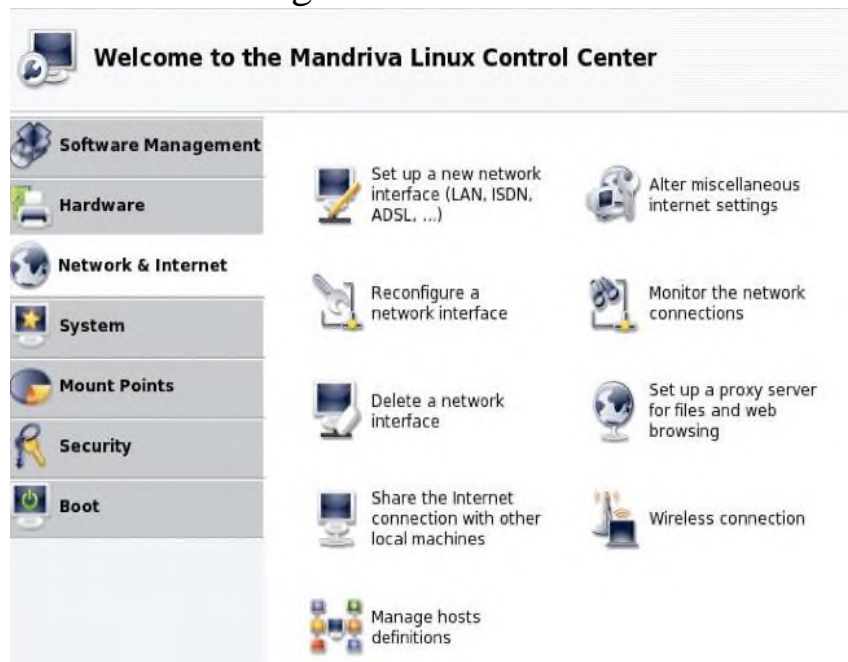 Welcome to the Mandriva Linux Control Center
Software Management
Hardware
Network & Internet
System
Mount Points
Security
Boot
Set up a new network
interface (LAN, ISDN,
ADSL, ...)
Alter miscellaneous
internet settings
Reconfigure a
network interface
Monitor the network
connections
Delete a network
interface
Set up a proxy server
for files and web
browsing
Share the Internet
connection with other
local machines
Wireless connection
Manage hosts
definitions